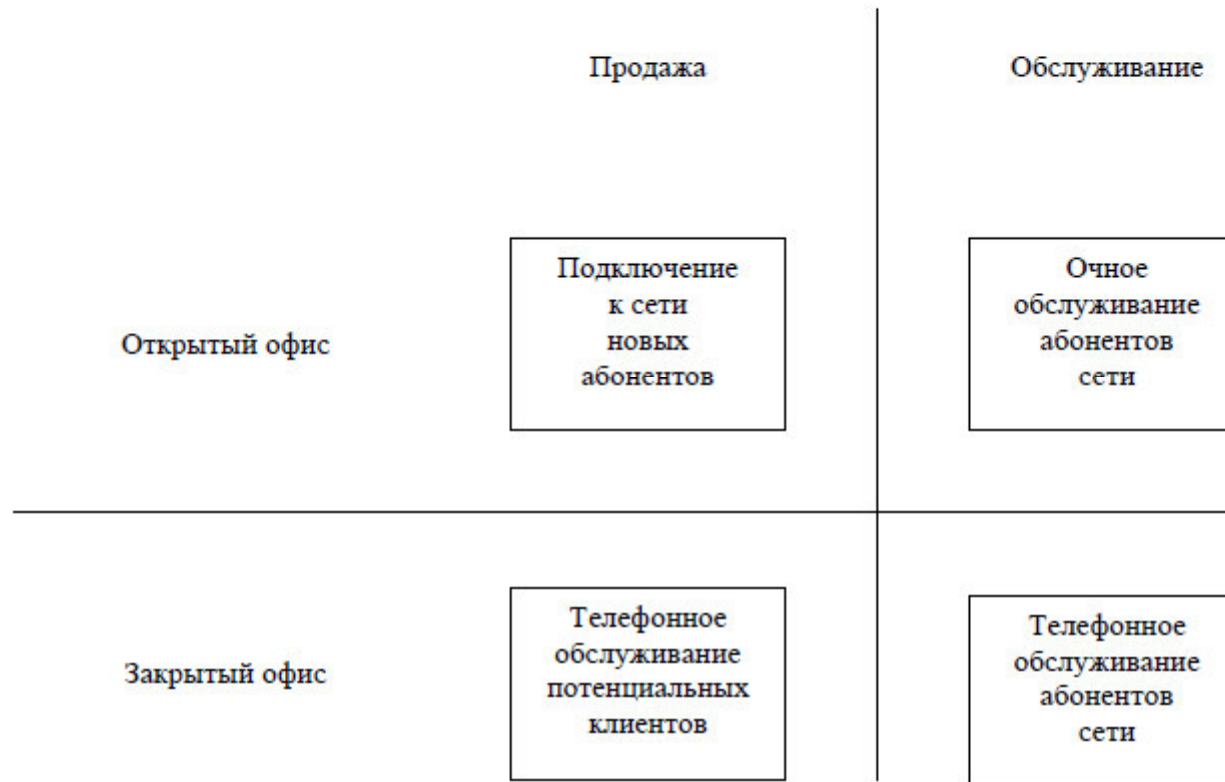 Продажа
Обслуживание
Подключение
к сети
новых
абонентов
Очное
обслуживание
абонентов
сети
Открытый офис
Телефонное
обслуживание
потенциальных
клиентов
Телефонное
обслуживание
абонентов
сети
Закрытый офис